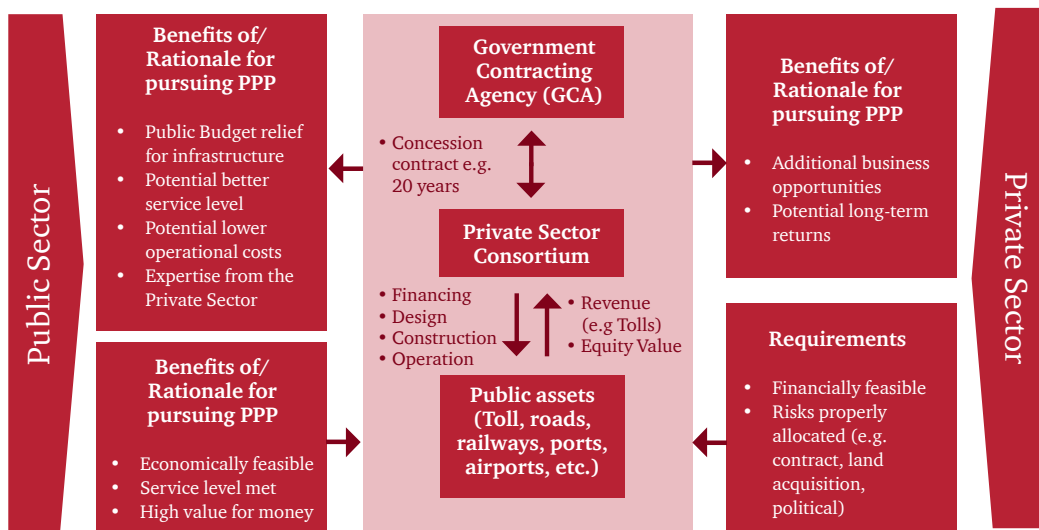 Public Sector
Benefits of/
Rationale for
pursuing PPP
• Public Budget relief
for infrastructure
• Potential better
service level
• Potential lower
operational costs
• Expertise from the
Private Sector
Benefits of/
Rationale for
pursuing PPP
• Economically feasible
• Service level met
• High value for money
Government
Contracting
Agency (GCA)
• Concession
contract e.g.
20 years
Private Sector
Consortium
• Financing
• Design
• Construction
• Operation
• Revenue
(e.g Tolls)
• Equity Value
Public assets
(Toll, roads,
railways, ports,
airports, etc.)
Benefits of/
Rationale for
pursuing PPP
• Additional business
opportunities
• Potential long-term
returns
Requirements
• Financially feasible
• Risks properly
allocated (e.g.
contract, land
acquisition,
political)
Private Sector